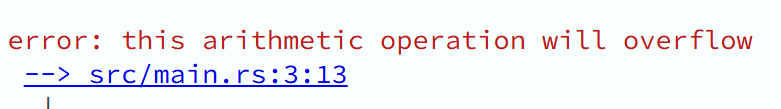 error: this arithmetic operation will overflow
--> src/main.rs:3:13
|